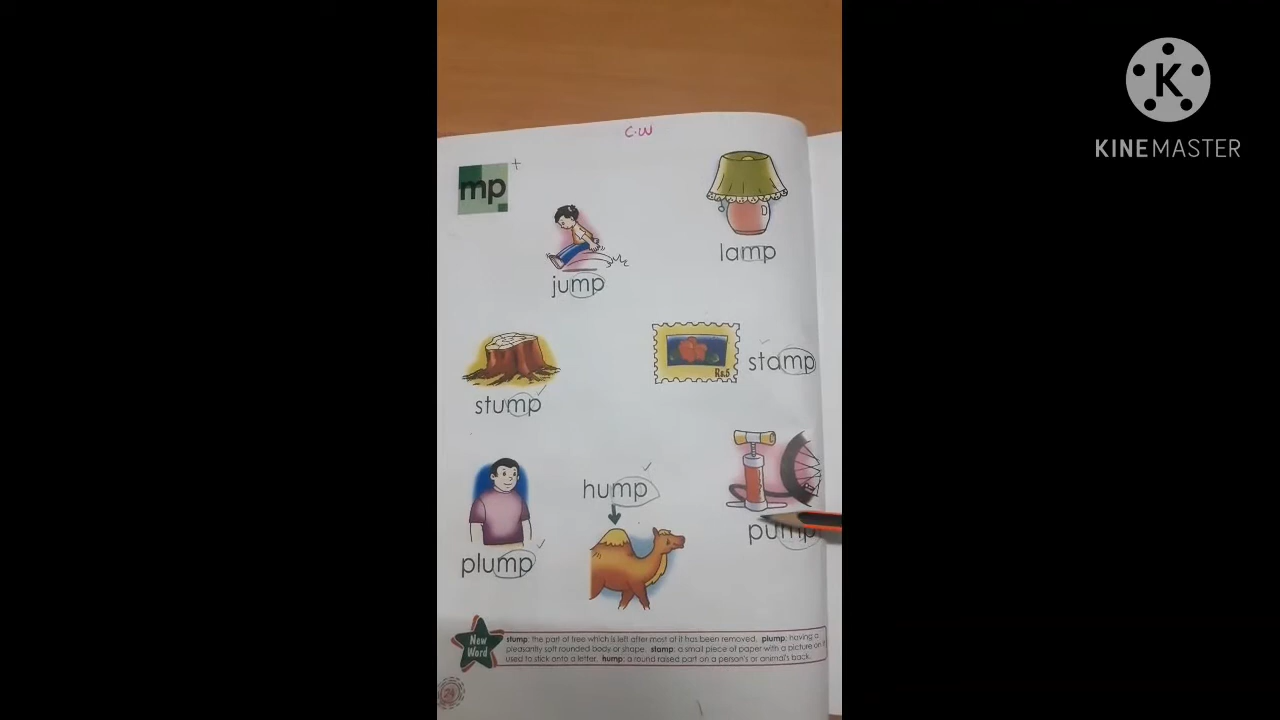 C.W
mp
jump
lamp
stump
Rs.5
stamp
plump
hump
pump
New
Word
stump: the part of tree which is left after most of it has been removed. plump: having a
pleasantly soft rounded body or shape. stamp: a small piece of paper with a picture on it
used to stick onto a letter. hump: a round raised part on a person's or animal's back.
24
K
KINEMASTER